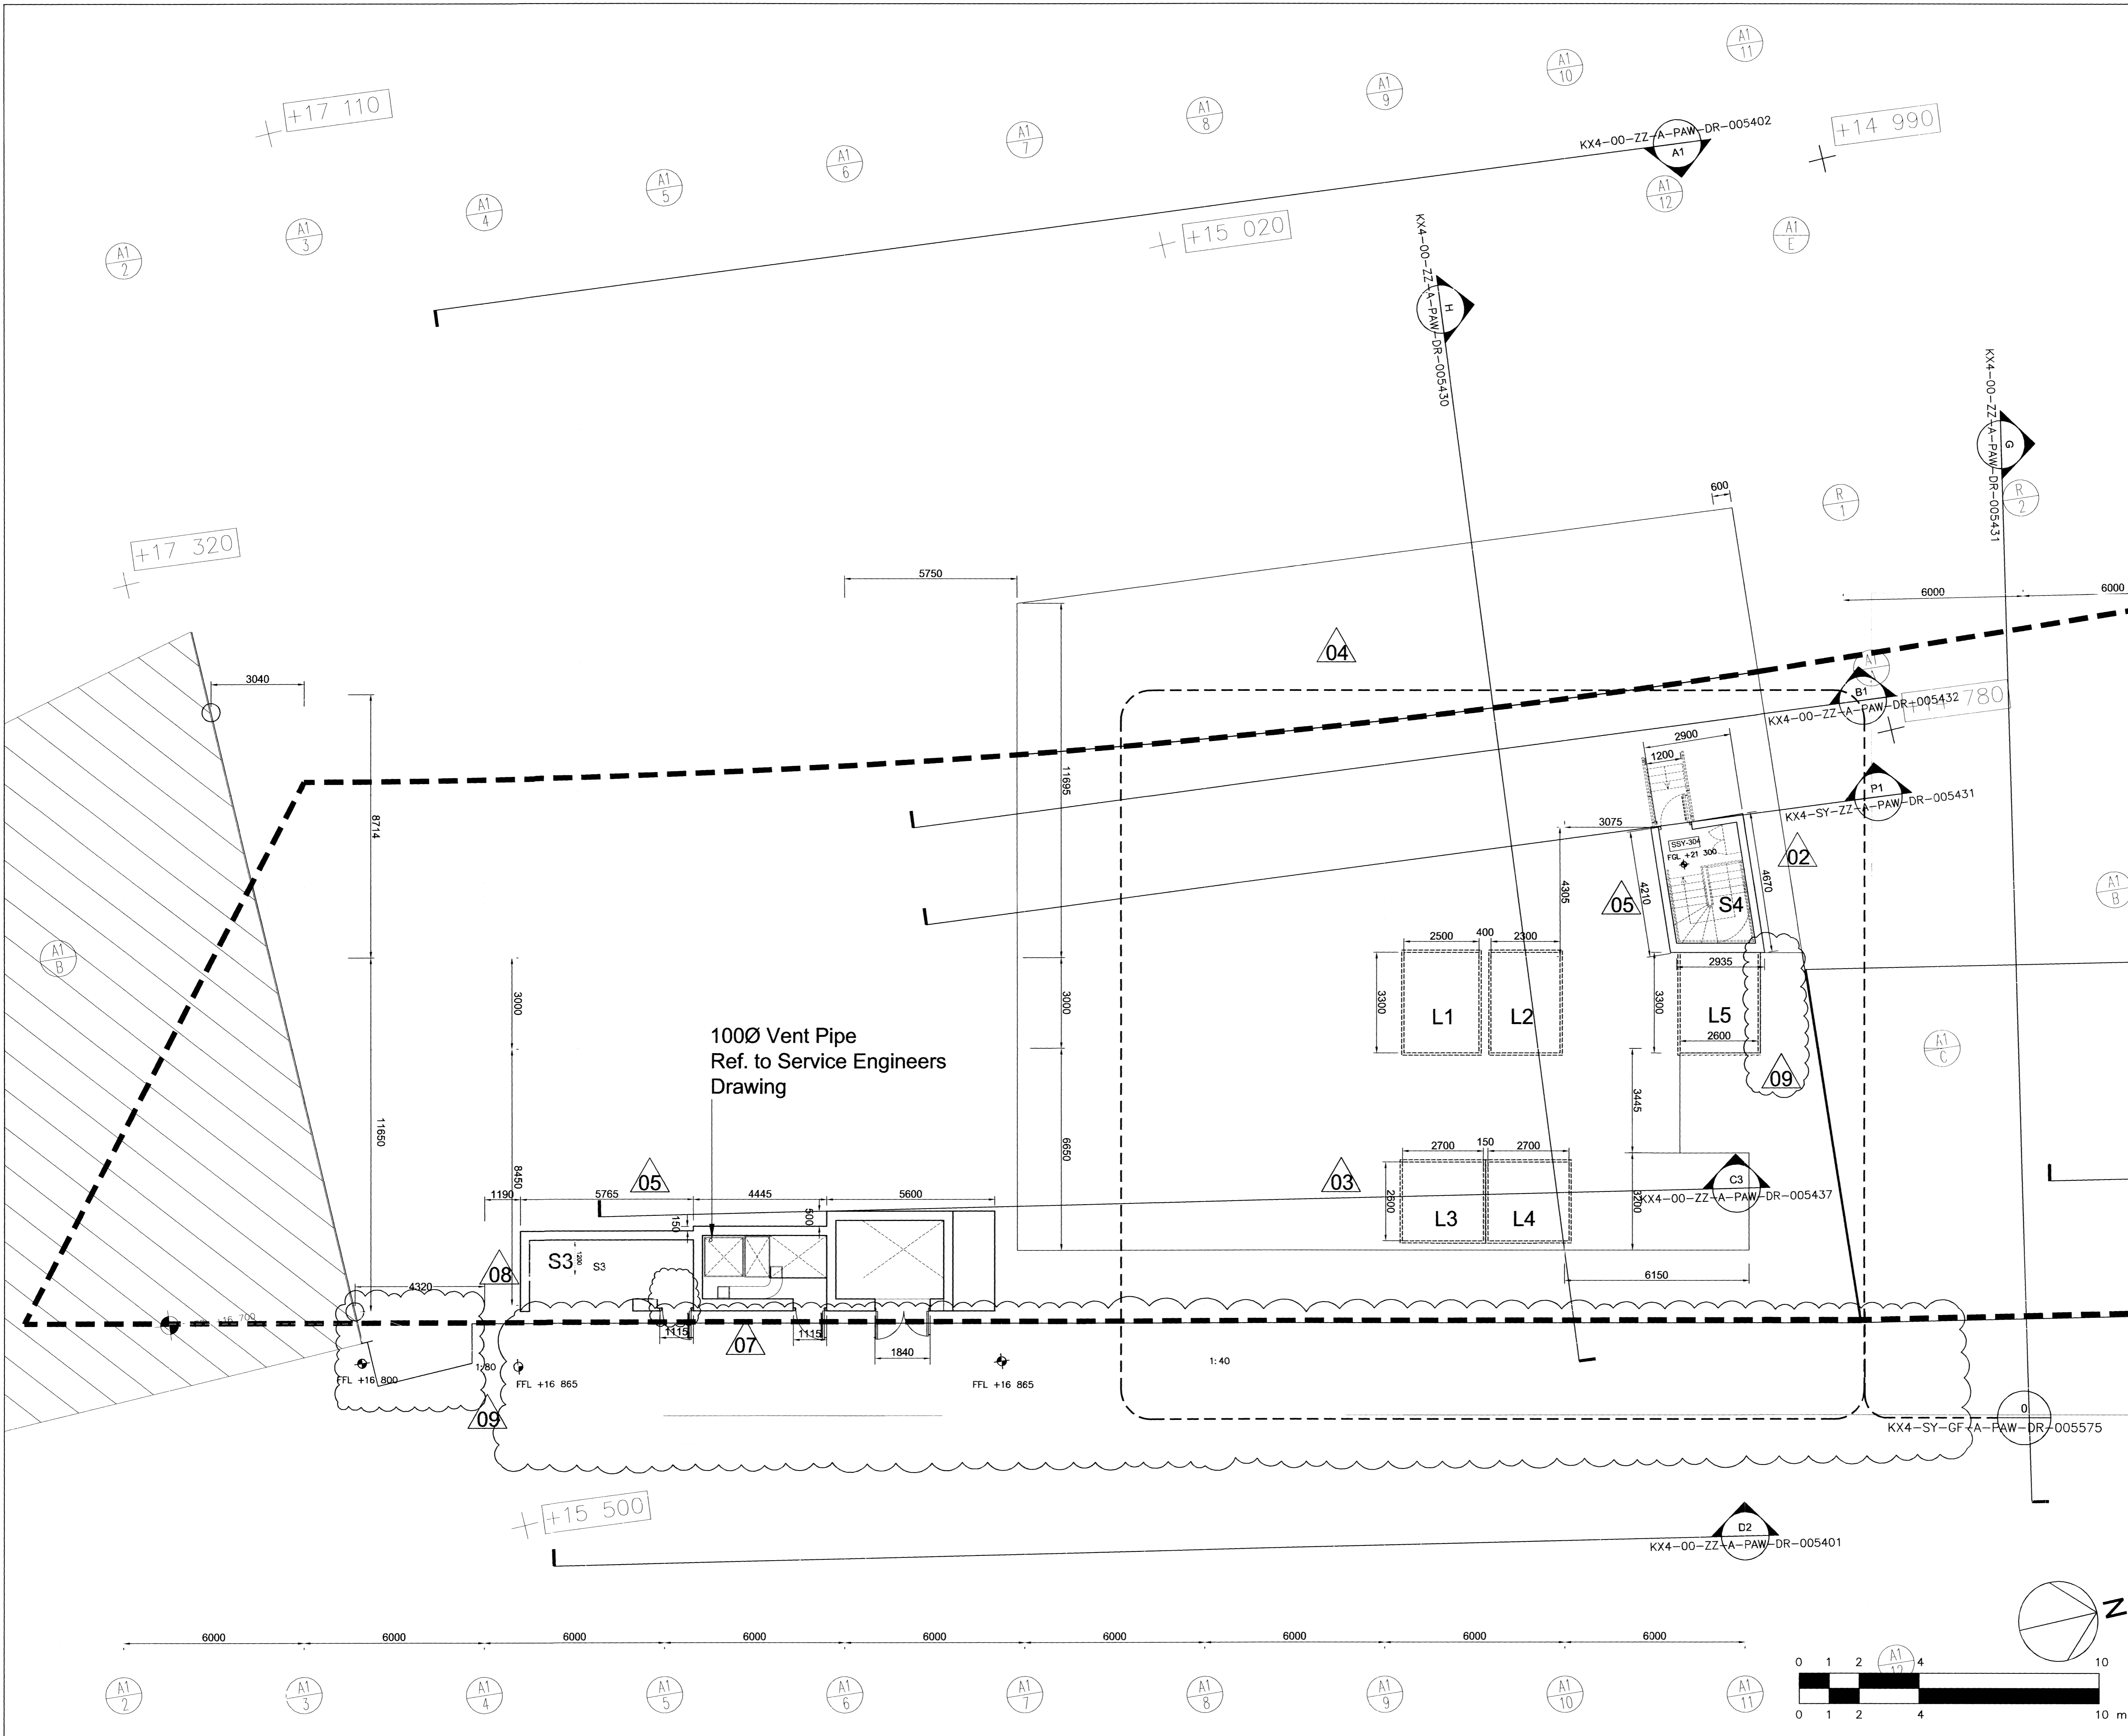 A1
11
A1
10
A1
9
A1
8
A1
7
A1
6
A1
5
A1
4
A1
3
A1
2
+17 110
+14 990
KX4-00-ZZ-A-PAW-DR-005402
A1
A1
12
A1
E
+15 020
KX4-00-ZZ-A-PAW-DR-005430
H
KX4-00-ZZ-A-PAW-DR-005431
G
R
1
R
2
600
+17 320
5750
6000
6000
04
3040
A1
B1
KX4-00-ZZ-A-PAW-DR-005432
780
2900
1200
11695
8714
P1
KX4-SY-ZZ-A-PAW-DR-005431
3075
SSY-304
FGL +21 300
02
4305
4210
4670
05
S4
A1
B
A1
B
2500
400
2300
2935
3000
3000
3300
3300
L1
L2
L5
2600
100Ø Vent Pipe
Ref. to Service Engineers
Drawing
A1
C
09
3445
11650
8450
6650
2700
150
2700
05
03
1190
5765
4445
5600
C3
KX4-00-ZZ-A-PAW-DR-005437
2600
3200
150
500
L3
L4
S3
1200
S3
08
4320
6150
+16 700
1115
07
1115
1840
1:80
1:40
FFL +16 800
FFL +16 865
FFL +16 865
09
0
KX4-SY-GF-A-PAW-DR-005575
+15 500
D2
KX4-00-ZZ-A-PAW-DR-005401
N
6000
6000
6000
6000
6000
6000
6000
6000
6000
A1
2
A1
3
A1
4
A1
5
A1
6
A1
7
A1
8
A1
9
A1
10
A1
11
A1
12
0 1 2 4 10
0 1 2 4 10 m